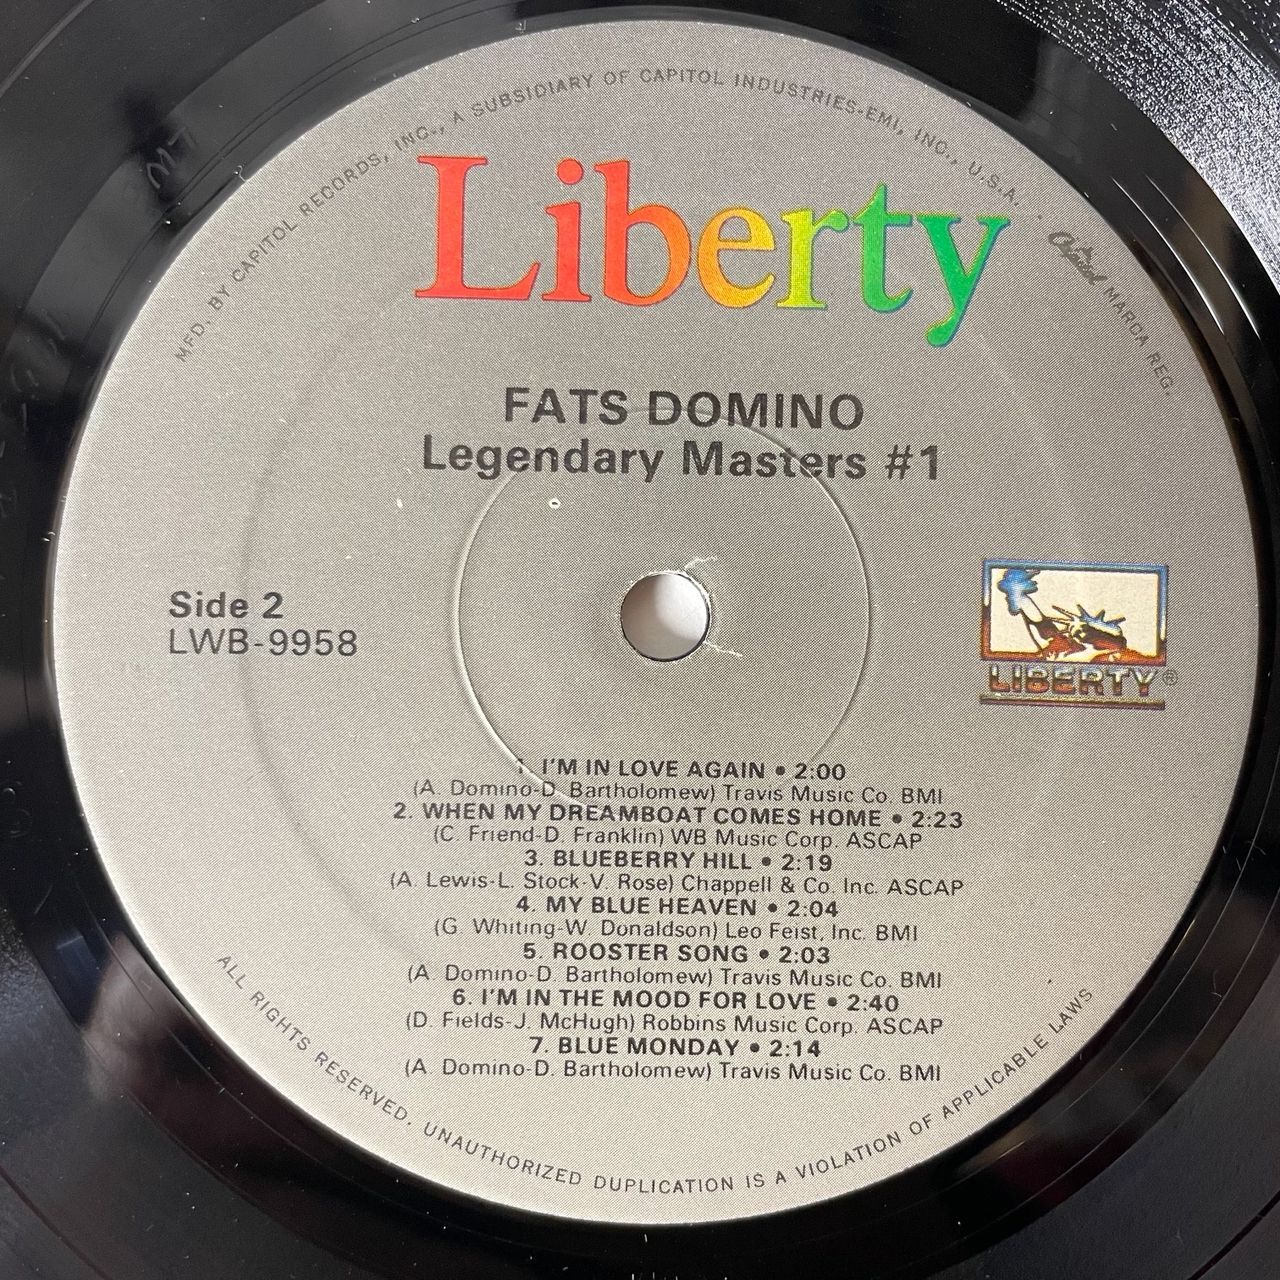 MFD. BY CAPITOL RECORDS, INC., A SUBSIDIARY OF CAPITOL INDUSTRIES-EMI, INC., U.S.A.
Capitol MARCA REG.
Liberty
FATS DOMINO
Legendary Masters #1
Side 2
LWB-9958
LIBERTY®
1. I'M IN LOVE AGAIN • 2:00
(A. Domino-D. Bartholomew) Travis Music Co. BMI
2. WHEN MY DREAMBOAT COMES HOME • 2:23
(C. Friend-D. Franklin) WB Music Corp. ASCAP
3. BLUEBERRY HILL • 2:19
(A. Lewis-L. Stock-V. Rose) Chappell & Co. Inc. ASCAP
4. MY BLUE HEAVEN • 2:04
(G. Whiting-W. Donaldson) Leo Feist, Inc. BMI
5. ROOSTER SONG • 2:03
(A. Domino-D. Bartholomew) Travis Music Co. BMI
6. I'M IN THE MOOD FOR LOVE • 2:40
(D. Fields-J. McHugh) Robbins Music Corp. ASCAP
7. BLUE MONDAY • 2:14
(A. Domino-D. Bartholomew) Travis Music Co. BMI
ALL RIGHTS RESERVED. UNAUTHORIZED DUPLICATION IS A VIOLATION OF APPLICABLE LAWS